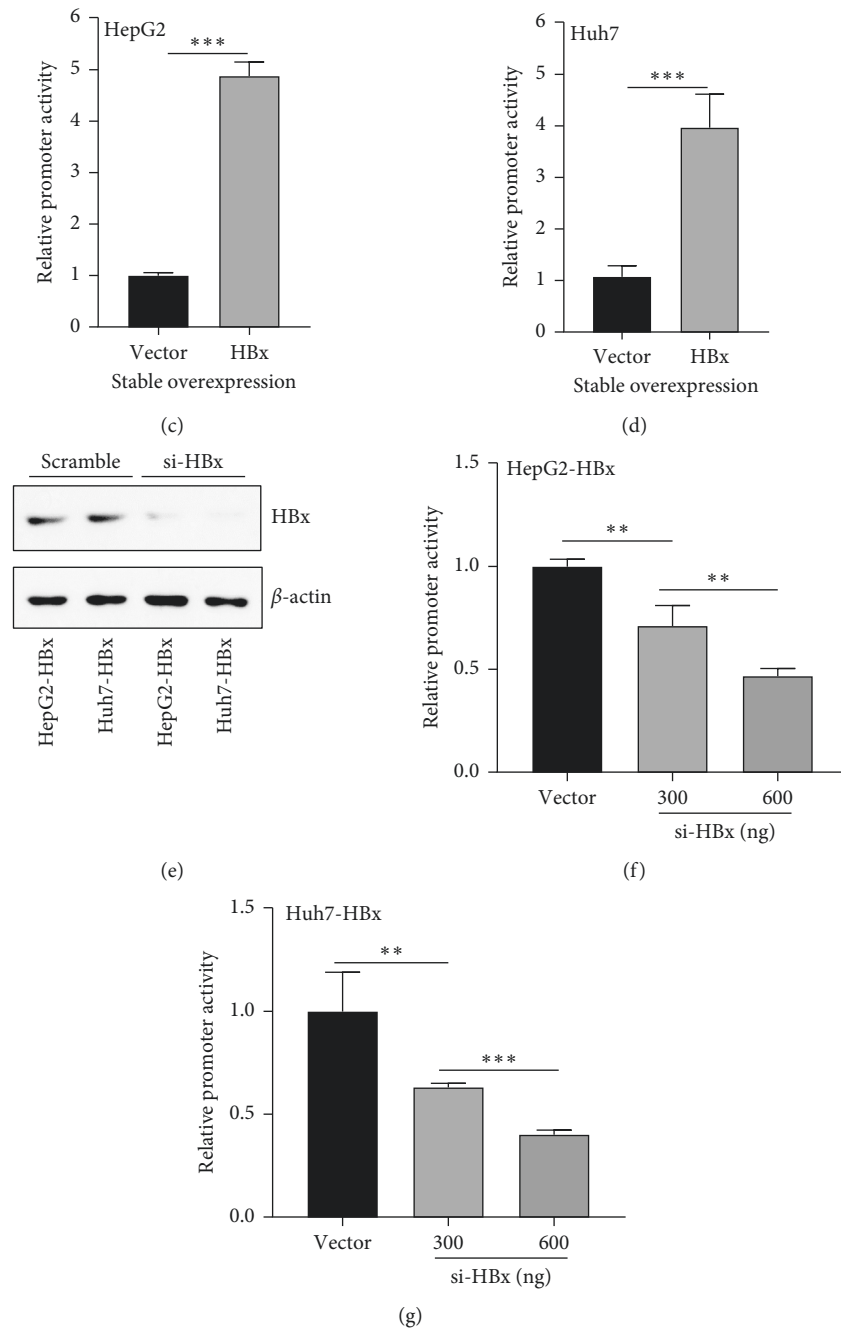 HepG2
***
Relative promoter activity
6
5
4
3
2
1
0
Vector HBx
Stable overexpression
(c)
Huh7
***
Relative promoter activity
6
5
4
3
2
1
0
Vector HBx
Stable overexpression
(d)
Scramble si-HBx
HBx
β-actin
HepG2-HBx
Huh7-HBx
HepG2-HBx
Huh7-HBx
(e)
HepG2-HBx
**
**
Relative promoter activity
1.5
1.0
0.5
0.0
Vector 300 600
si-HBx (ng)
(f)
Huh7-HBx
**
***
Relative promoter activity
1.5
1.0
0.5
0.0
Vector 300 600
si-HBx (ng)
(g)